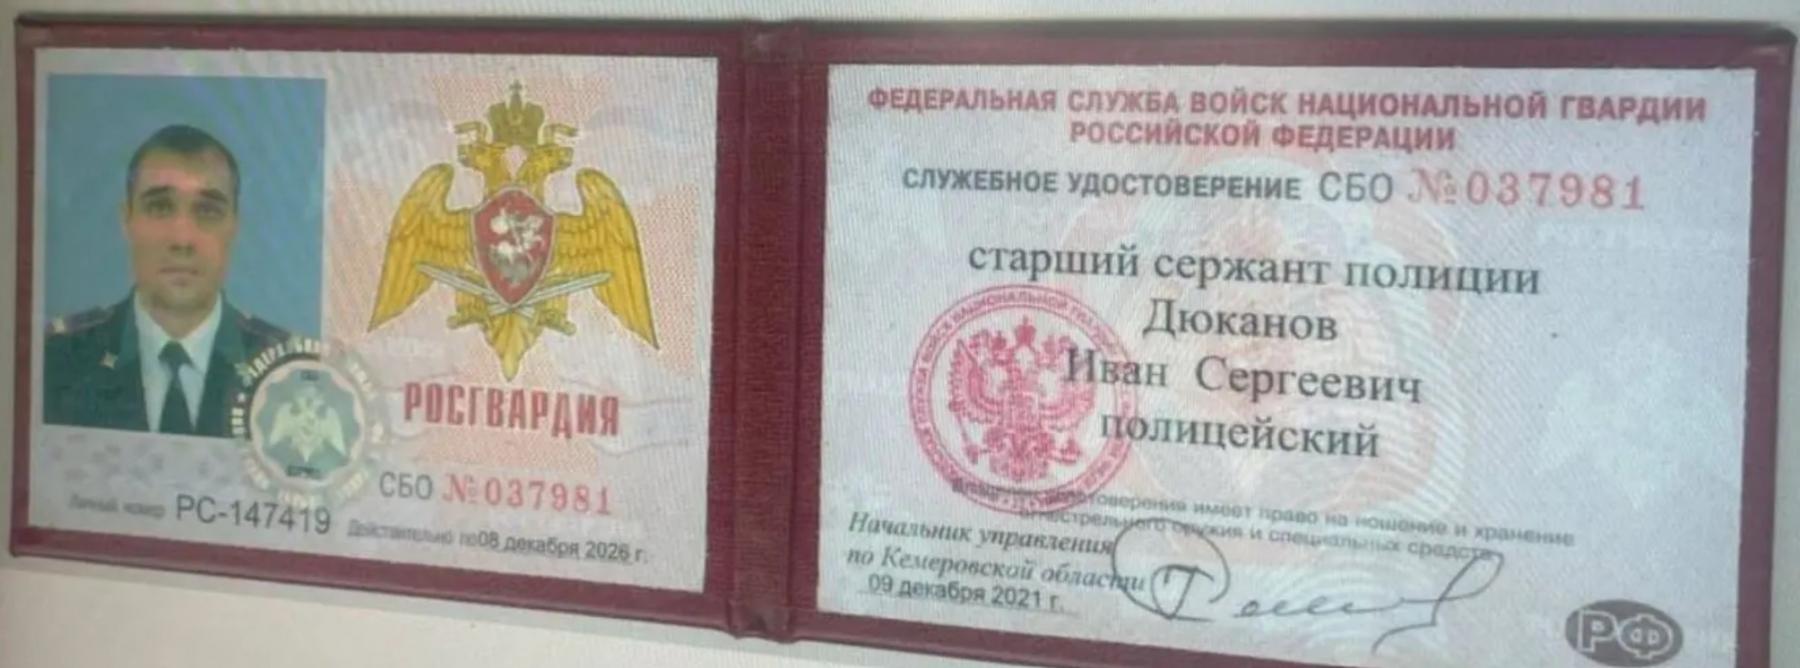 РОСГВАРДИЯ
СБО №037981
Личный номер РС-147419
Действительно по 08 декабря 2026 г.
ФЕДЕРАЛЬНАЯ СЛУЖБА ВОЙСК НАЦИОНАЛЬНОЙ ГВАРДИИ
РОССИЙСКОЙ ФЕДЕРАЦИИ
СЛУЖЕБНОЕ УДОСТОВЕРЕНИЕ СБО №037981
старший сержант полиции
Дюканов
Иван Сергеевич
полицейский
имеет право на ношение и хранение
огнестрельного оружия и специальных средств
Начальник управления
по Кемеровской области
09 декабря 2021 г.
РФ